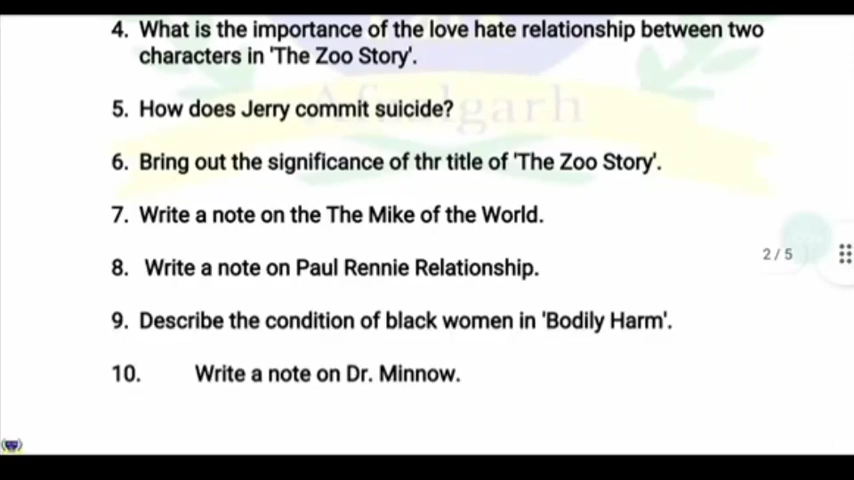 4. What is the importance of the love hate relationship between two
characters in 'The Zoo Story'.
Afzalgarh
5. How does Jerry commit suicide?
6. Bring out the significance of thr title of 'The Zoo Story'.
7. Write a note on the The Mike of the World.
2 / 5
8. Write a note on Paul Rennie Relationship.
9. Describe the condition of black women in 'Bodily Harm'.
10. Write a note on Dr. Minnow.